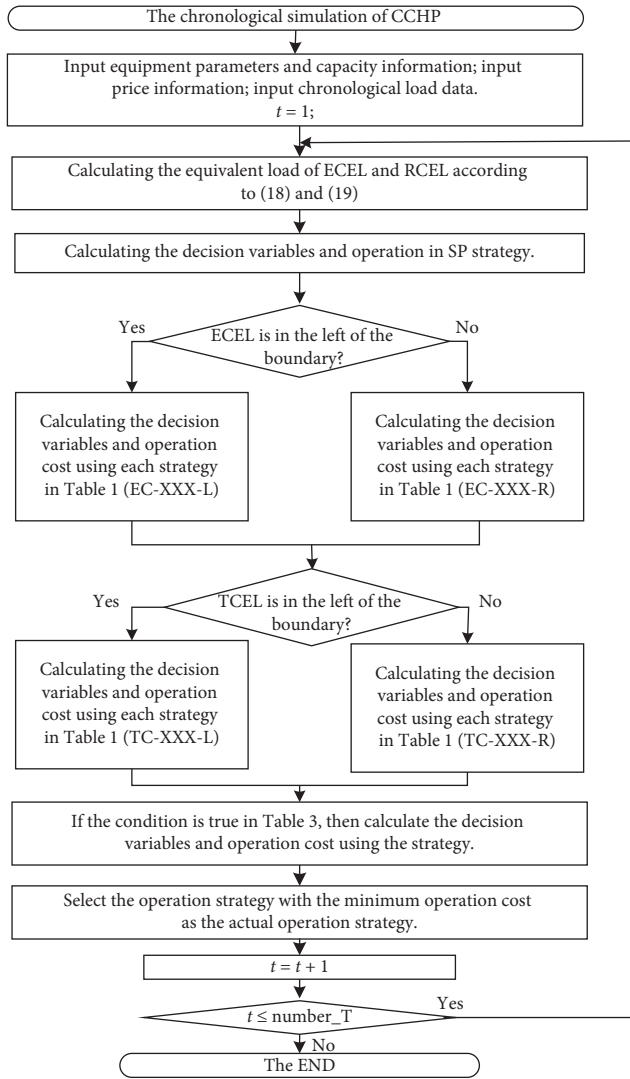 The chronological simulation of CCHP
Input equipment parameters and capacity information; input
price information; input chronological load data.
t = 1;
Calculating the equivalent load of ECEL and RCEL according
to (18) and (19)
Calculating the decision variables and operation in SP strategy.
Yes
ECEL is in the left of the
boundary?
No
Calculating the decision
variables and operation
cost using each strategy
in Table 1 (EC-XXX-L)
Calculating the decision
variables and operation
cost using each strategy
in Table 1 (EC-XXX-R)
Yes
TCEL is in the left of the
boundary?
No
Calculating the decision
variables and operation
cost using each strategy
in Table 1 (TC-XXX-L)
Calculating the decision
variables and operation
cost using each strategy
in Table 1 (TC-XXX-R)
If the condition is true in Table 3, then calculate the decision
variables and operation cost using the strategy.
Select the operation strategy with the minimum operation cost
as the actual operation strategy.
t = t + 1
t ≤ number_T
Yes
No
The END